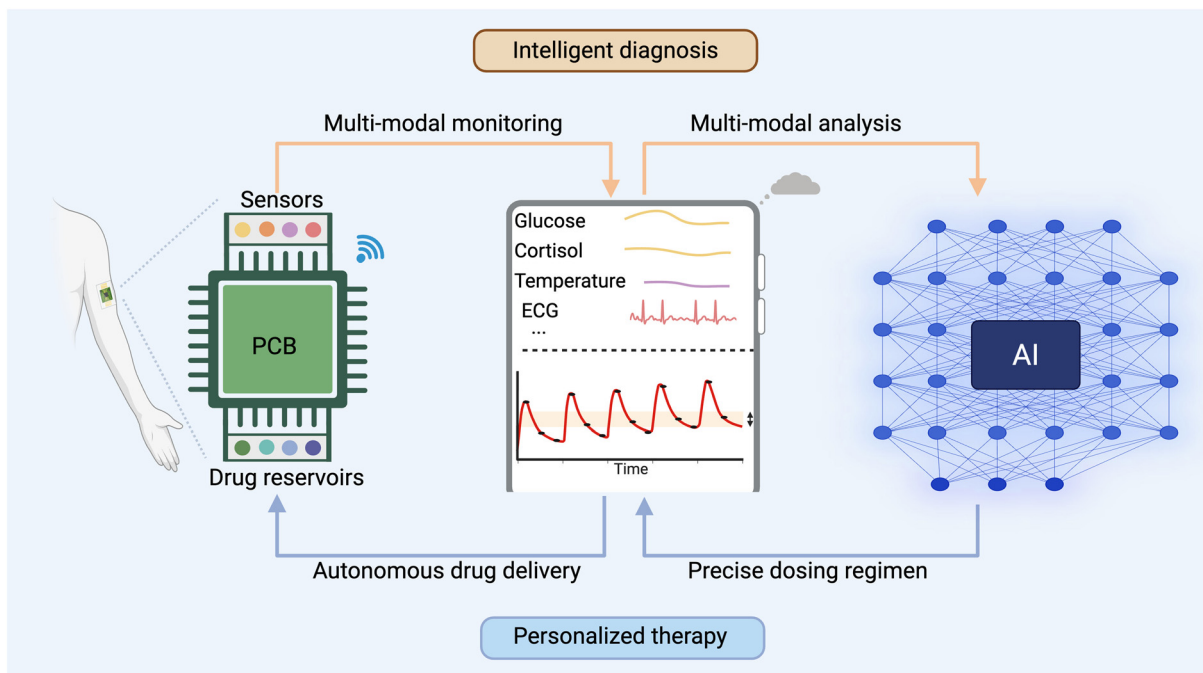 Intelligent diagnosis
Multi-modal monitoring
Multi-modal analysis
Sensors
PCB
Drug reservoirs
Glucose
Cortisol
Temperature
ECG
...
Time
AI
Autonomous drug delivery
Precise dosing regimen
Personalized therapy